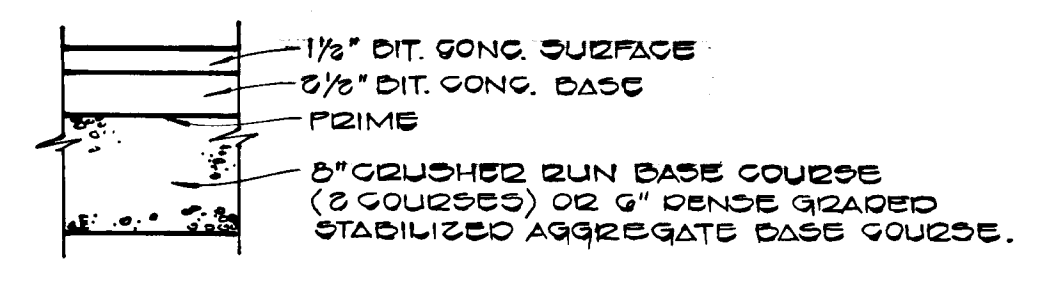 1½" BIT. CONC. SURFACE
2½" BIT. CONC. BASE
PRIME
8" CRUSHER RUN BASE COURSE
(2 COURSES) OR 6" DENSE GRADED
STABILIZED AGGREGATE BASE COURSE.